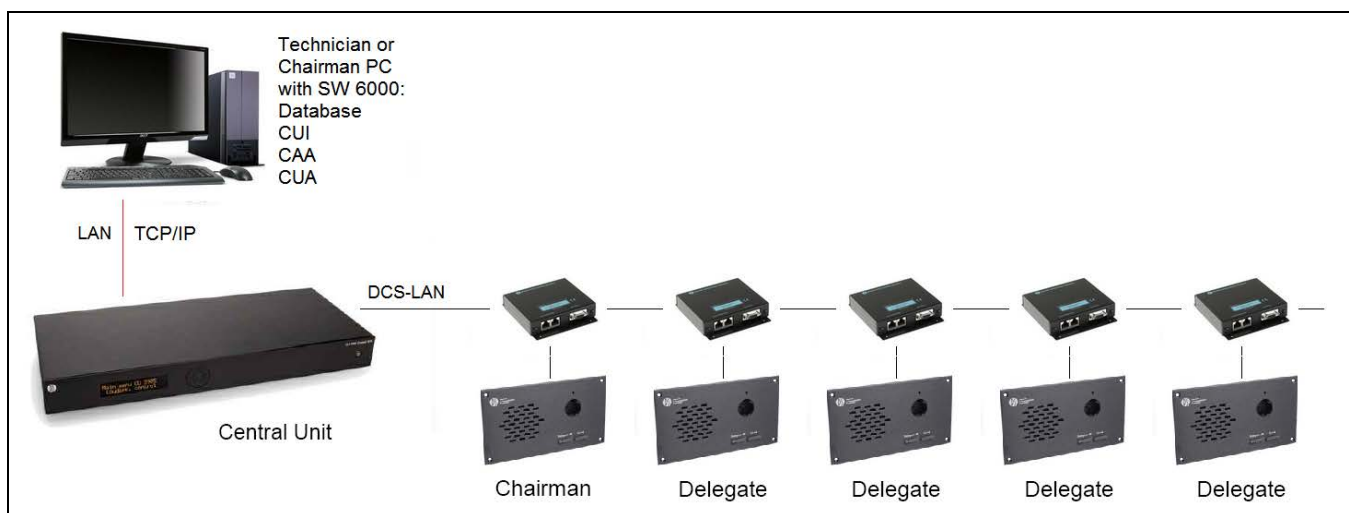 Technician or
Chairman PC
with SW 6000:
Database
CUI
CAA
CUA
LAN TCP/IP
DCS-LAN
Central Unit
Chairman Delegate Delegate Delegate Delegate